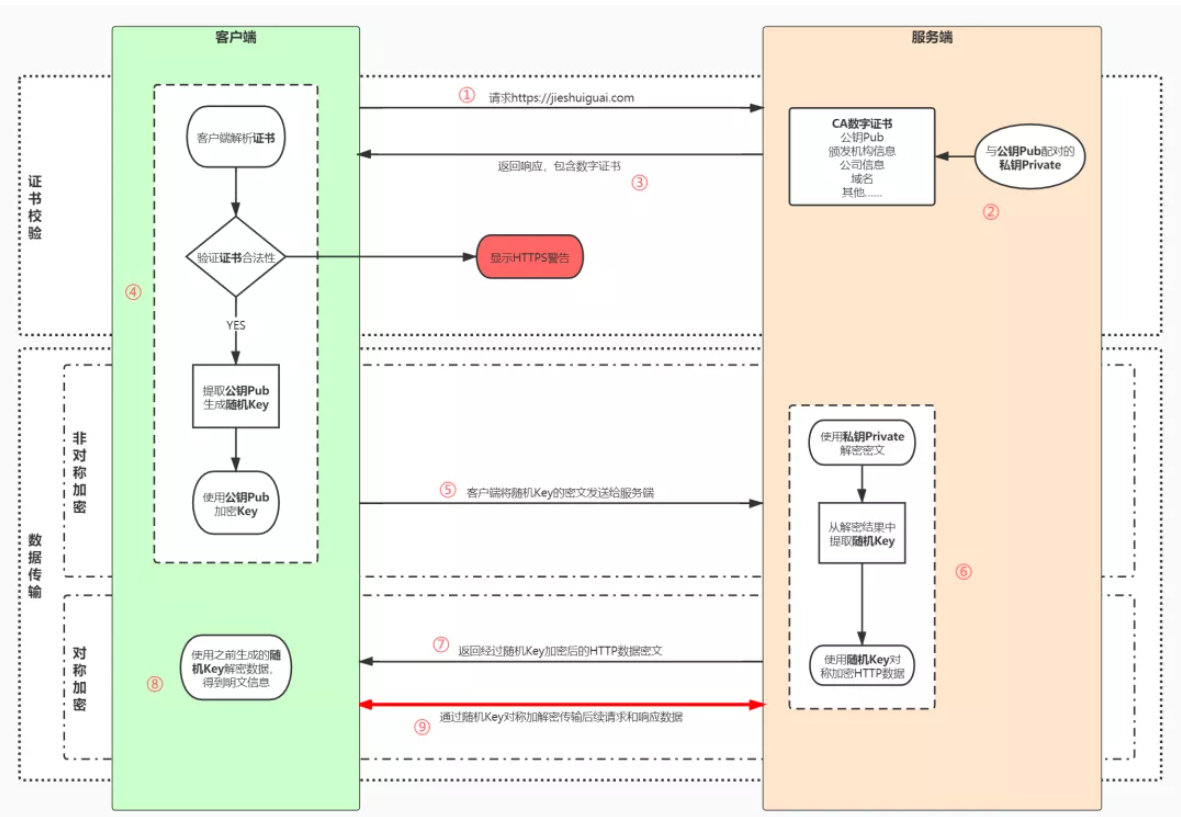 客户端
服务端
①
请求https://jieshuiguai.com
客户端解析证书
CA数字证书
公钥Pub
颁发机构信息
公司信息
域名
其他......
与公钥Pub配对的
私钥Private
②
返回响应，包含数字证书
③
证
书
校
验
验证证书合法性
显示HTTPS警告
④
YES
提取公钥Pub
生成随机Key
使用公钥Pub
加密Key
非
对
称
加
密
⑤
客户端将随机Key的密文发送给服务端
使用私钥Private
解密密文
从解密结果中
提取随机Key
⑥
数
据
传
输
对
称
加
密
⑦
返回经过随机Key加密后的HTTP数据密文
使用随机Key对
称加密HTTP数据
使用之前生成的随
机Key解密数据，
得到明文信息
⑧
通过随机Key对称加解密传输后续请求和响应数据
⑨